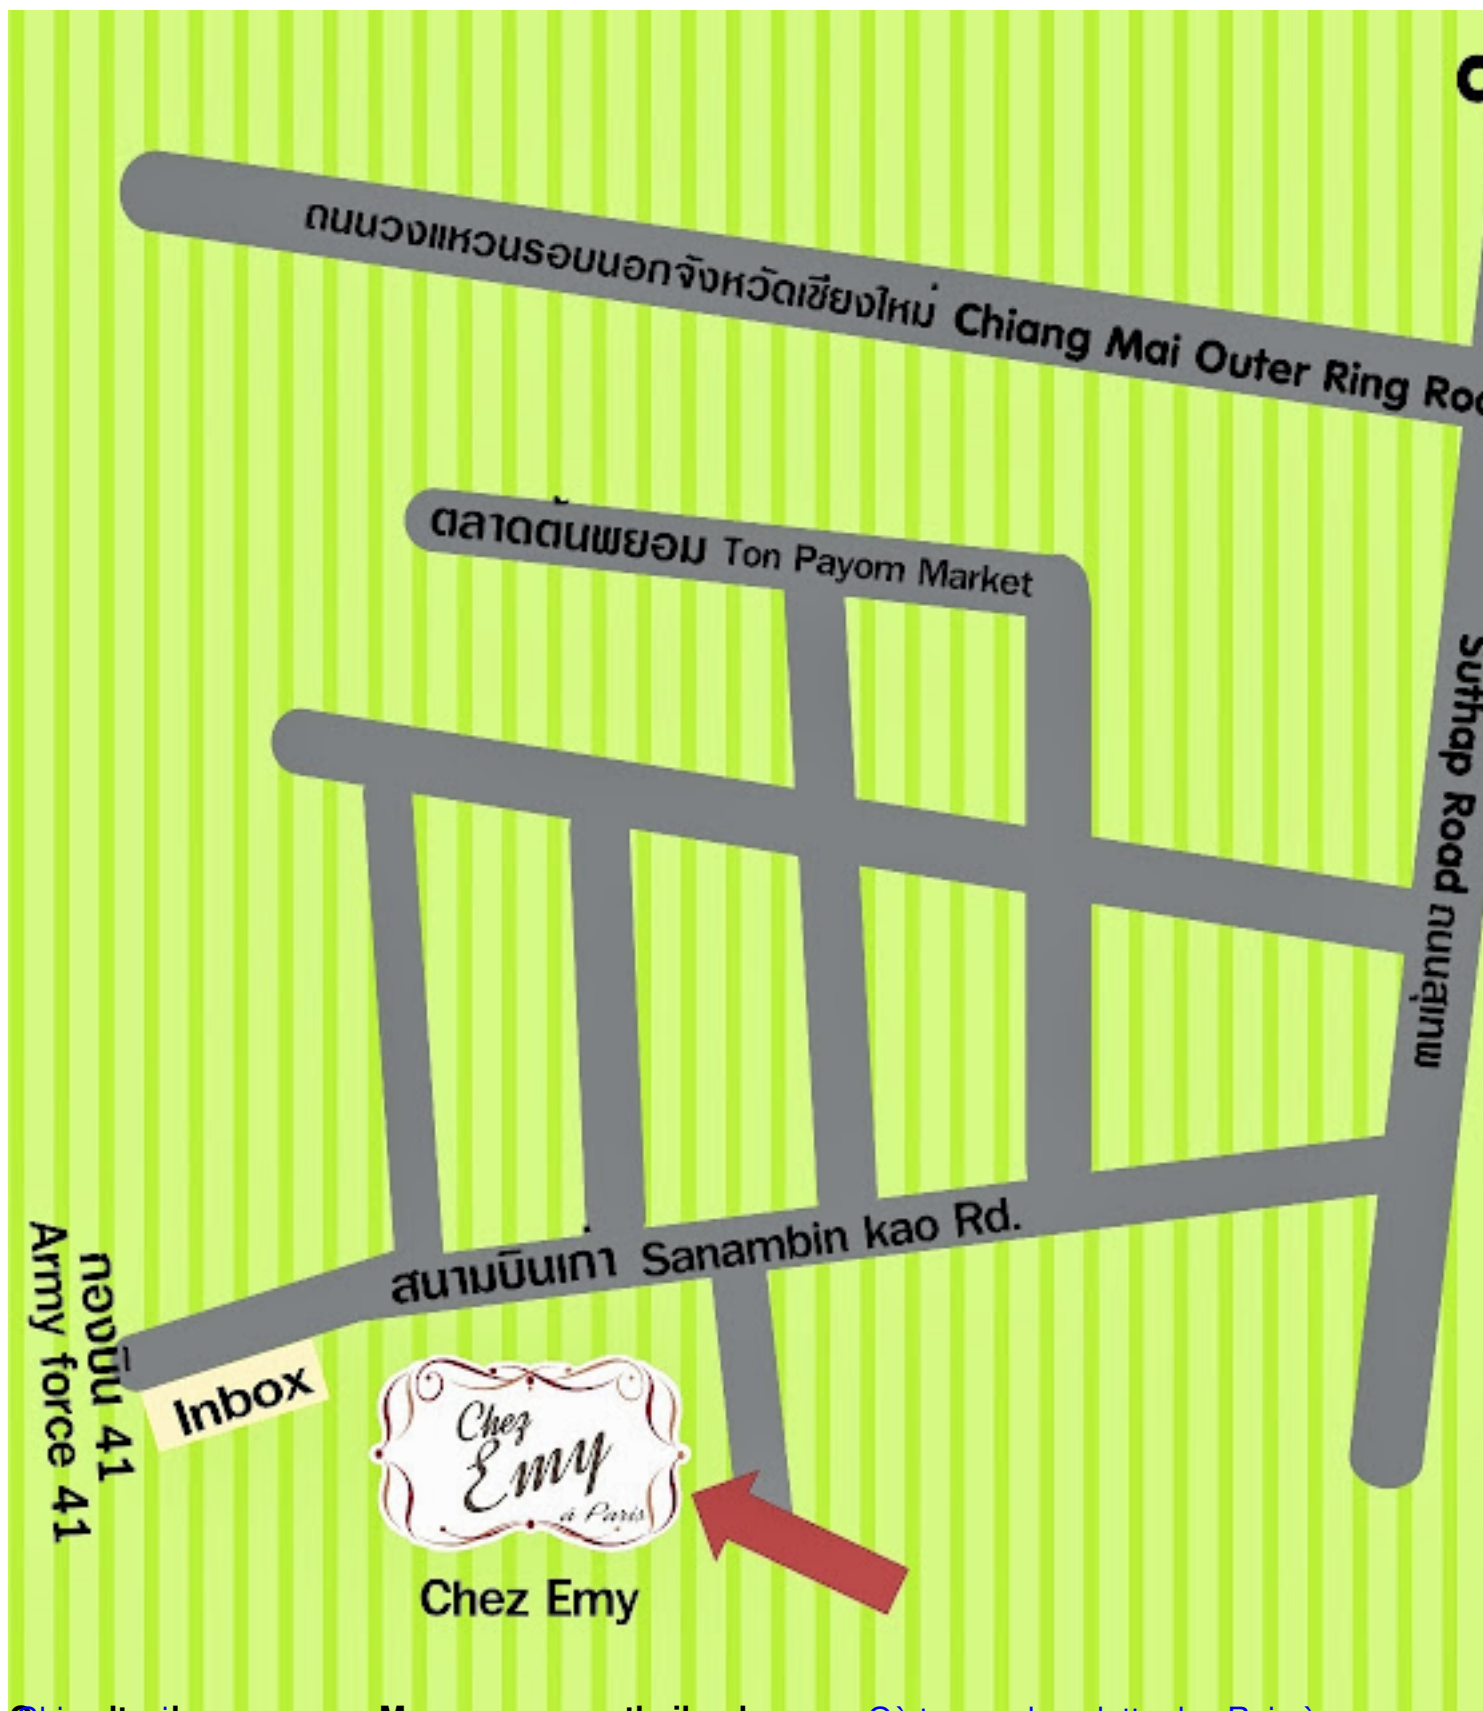 ถนนวงแหวนรอบนอกจังหวัดเชียงใหม่ Chiang Mai Outer Ring
ตลาดต้นพยอม Ton Payom Market
Suthap Road ถนนสุเทพ
สนามบินเก่า Sanambin kao Rd.
กองบิน 41
Army force 41
Inbox
Chez
Emy
à Paris
Chez Emy